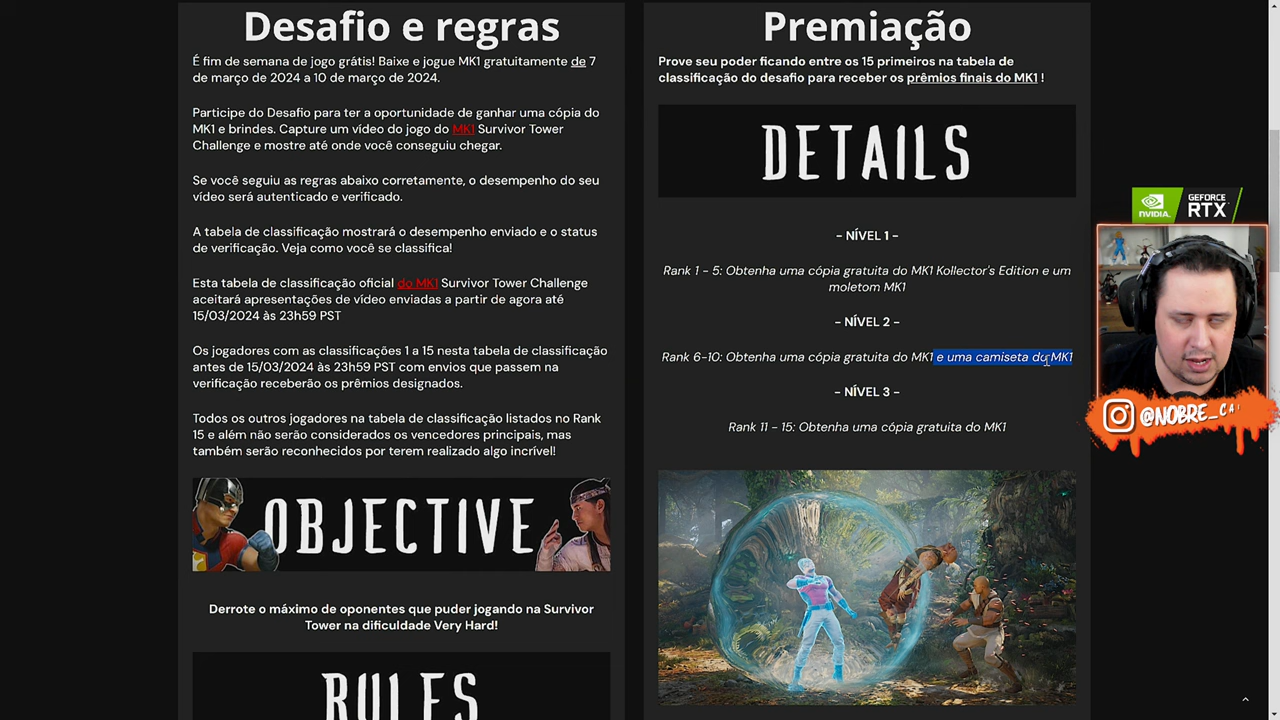 Desafio e regras
É fim de semana de jogo grátis! Baixe e jogue MK1 gratuitamente de 7
de março de 2024 a 10 de março de 2024.
Participe do Desafio para ter a oportunidade de ganhar uma cópia do
MK1 e brindes. Capture um vídeo do jogo do MK1 Survivor Tower
Challenge e mostre até onde você conseguiu chegar.
Se você seguiu as regras abaixo corretamente, o desempenho do seu
vídeo será autenticado e verificado.
A tabela de classificação mostrará o desempenho enviado e o status
de verificação. Veja como você se classifica!
Esta tabela de classificação oficial do MK1 Survivor Tower Challenge
aceitará apresentações de vídeo enviadas a partir de agora até
15/03/2024 às 23h59 PST
Os jogadores com as classificações 1 a 15 nesta tabela de classificação
antes de 15/03/2024 às 23h59 PST com envios que passem na
verificação receberão os prêmios designados.
Todos os outros jogadores na tabela de classificação listados no Rank
15 e além não serão considerados os vencedores principais, mas
também serão reconhecidos por terem realizado algo incrível!
OBJECTIVE
Derrote o máximo de oponentes que puder jogando na Survivor
Tower na dificuldade Very Hard!
RULES
Premiação
Prove seu poder ficando entre os 15 primeiros na tabela de
classificação do desafio para receber os prêmios finais do MK1 !
DETAILS
- NÍVEL 1 -
Rank 1 - 5: Obtenha uma cópia gratuita do MK1 Kollector's Edition e um
moletom MK1
- NÍVEL 2 -
Rank 6-10: Obtenha uma cópia gratuita do MK1 e uma camiseta do MK1
- NÍVEL 3 -
Rank 11 - 15: Obtenha uma cópia gratuita do MK1
NVIDIA
GEFORCE
RTX
@NOBRE_CA